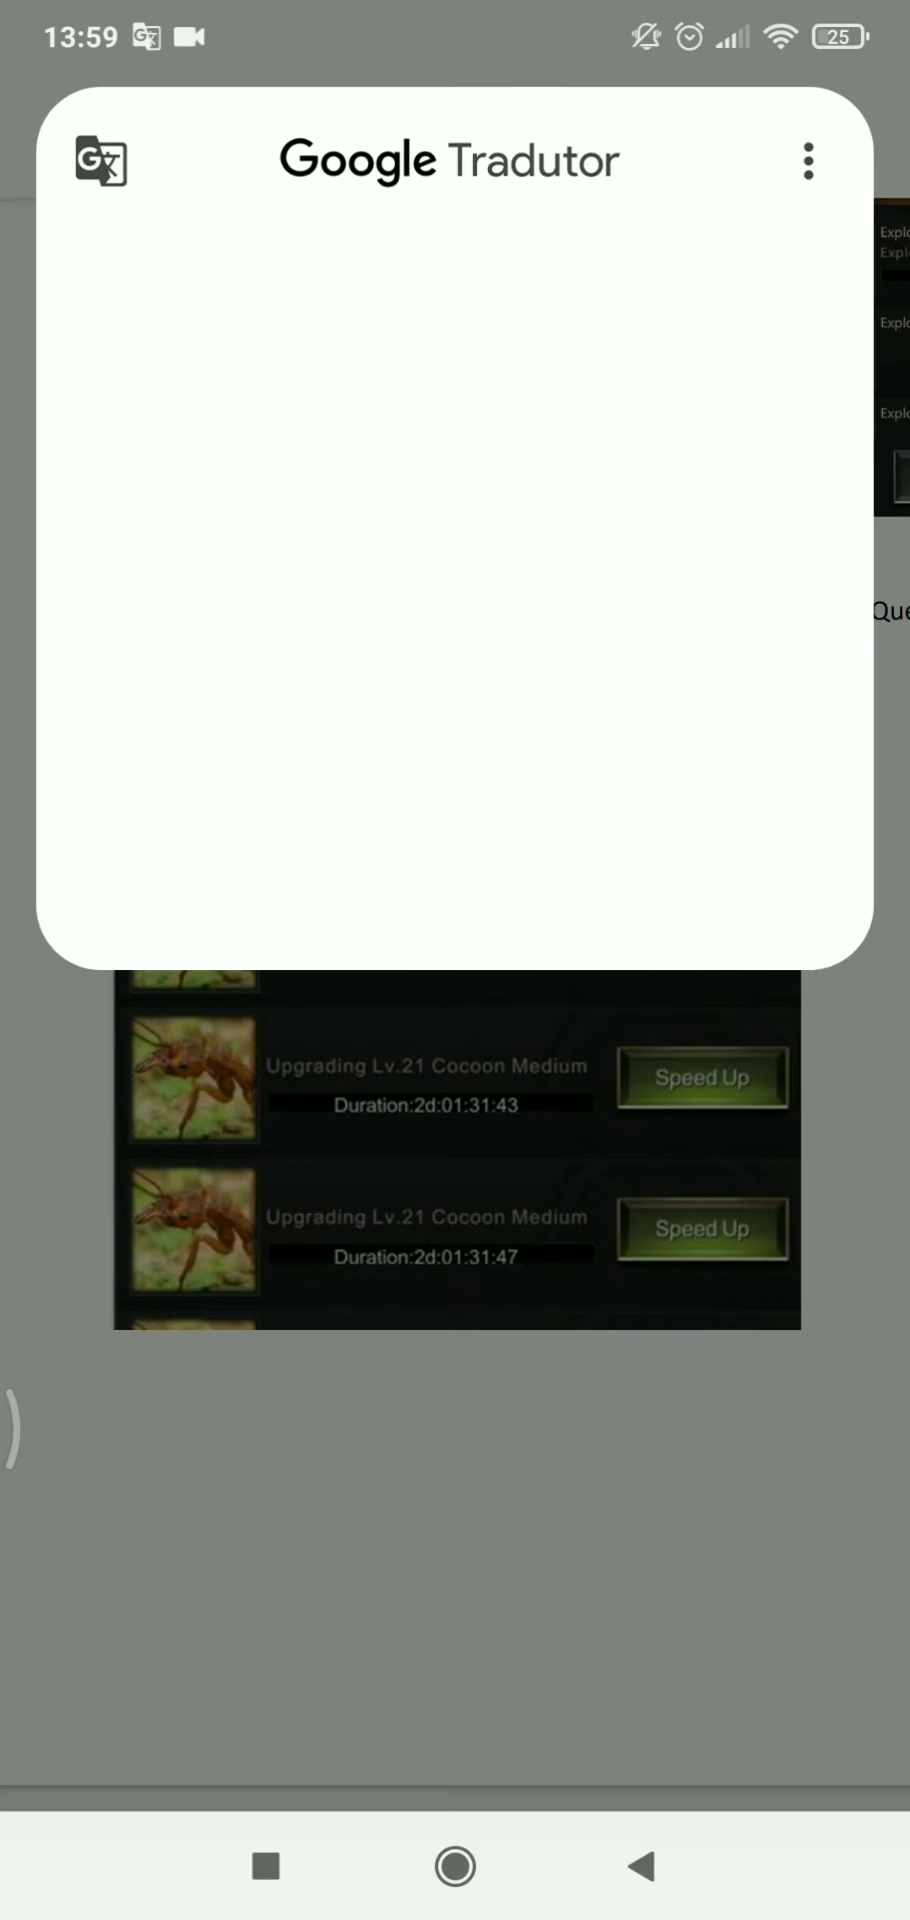 13:59
25
Google Tradutor
Explo
Explo
Explo
Explo
Que
Upgrading Lv.21 Cocoon Medium
Duration:2d:01:31:43
Speed Up
Upgrading Lv.21 Cocoon Medium
Duration:2d:01:31:47
Speed Up